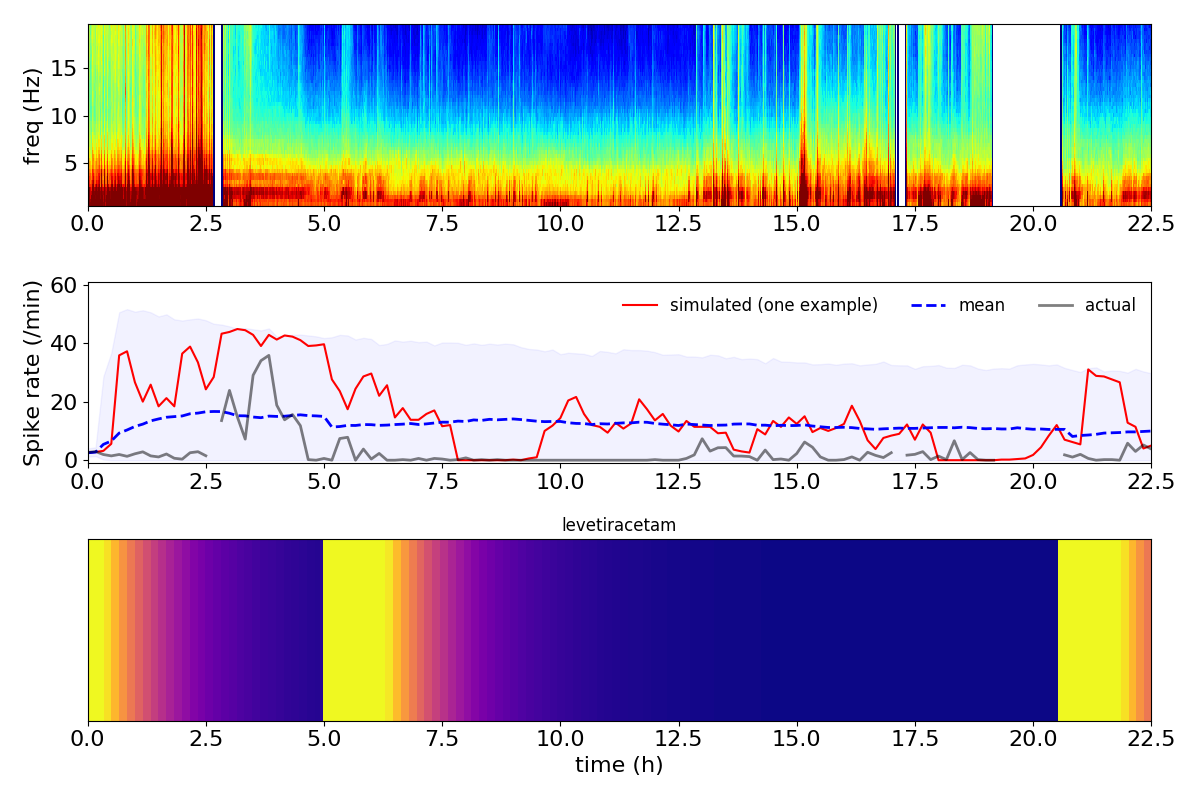 freq (Hz)
15
10
5
0.0 2.5 5.0 7.5 10.0 12.5 15.0 17.5 20.0 22.5
Spike rate (/min)
60
40
20
0
simulated (one example) mean actual
0.0 2.5 5.0 7.5 10.0 12.5 15.0 17.5 20.0 22.5
levetiracetam
0.0 2.5 5.0 7.5 10.0 12.5 15.0 17.5 20.0 22.5
time (h)